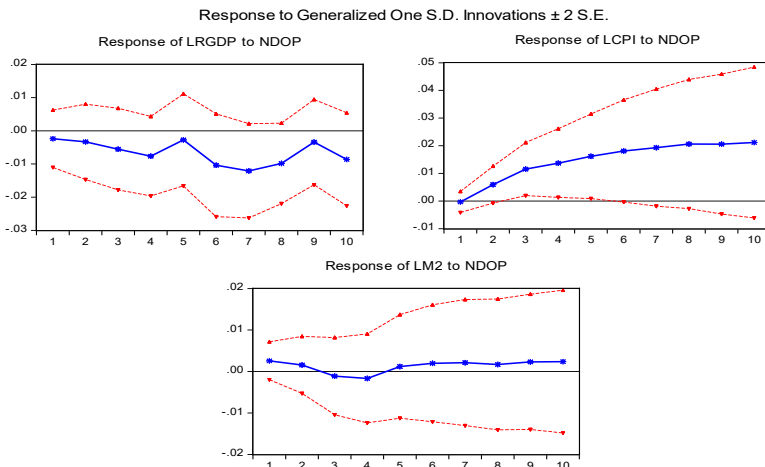 Response to Generalized One S.D. Innovations ± 2 S.E.
Response of LRGDP to NDOP
.02
.01
.00
-.01
-.02
-.03
1 2 3 4 5 6 7 8 9 10
Response of LCPI to NDOP
.05
.04
.03
.02
.01
.00
-.01
1 2 3 4 5 6 7 8 9 10
Response of LM2 to NDOP
.02
.01
.00
-.01
-.02
1 2 3 4 5 6 7 8 9 10